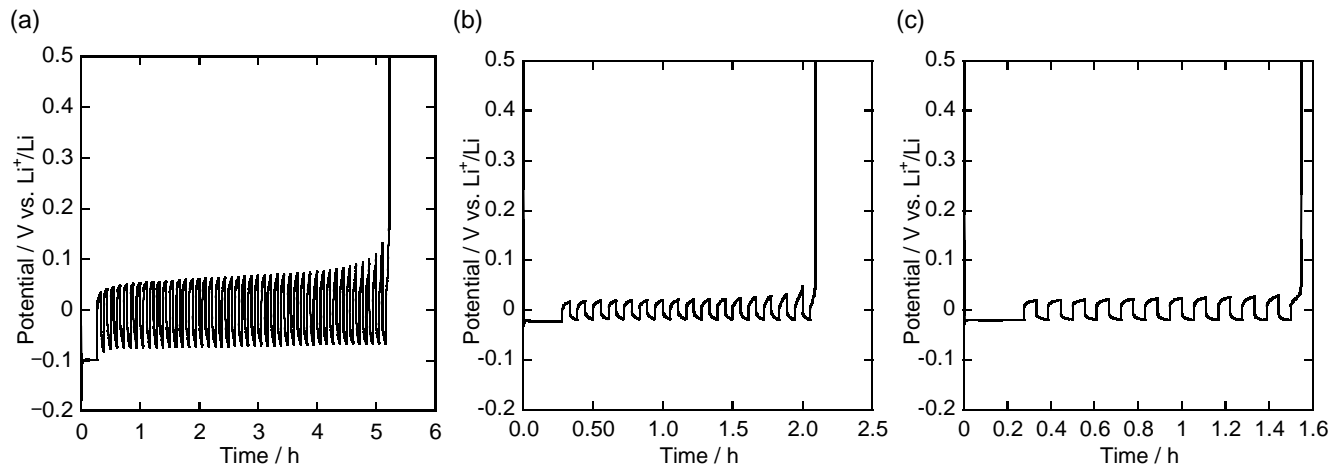 (a)
0.5
0.4
0.3
0.2
0.1
0
−0.1
−0.2
Potential / V vs. Li+/Li
0 1 2 3 4 5 6
Time / h
(b)
0.5
0.4
0.3
0.2
0.1
0
-0.1
-0.2
Potential / V vs. Li+/Li
0.0 0.50 1.0 1.5 2.0 2.5
Time / h
(c)
0.5
0.4
0.3
0.2
0.1
0
-0.1
-0.2
Potential / V vs. Li+/Li
0 0.2 0.4 0.6 0.8 1 1.2 1.4 1.6
Time / h